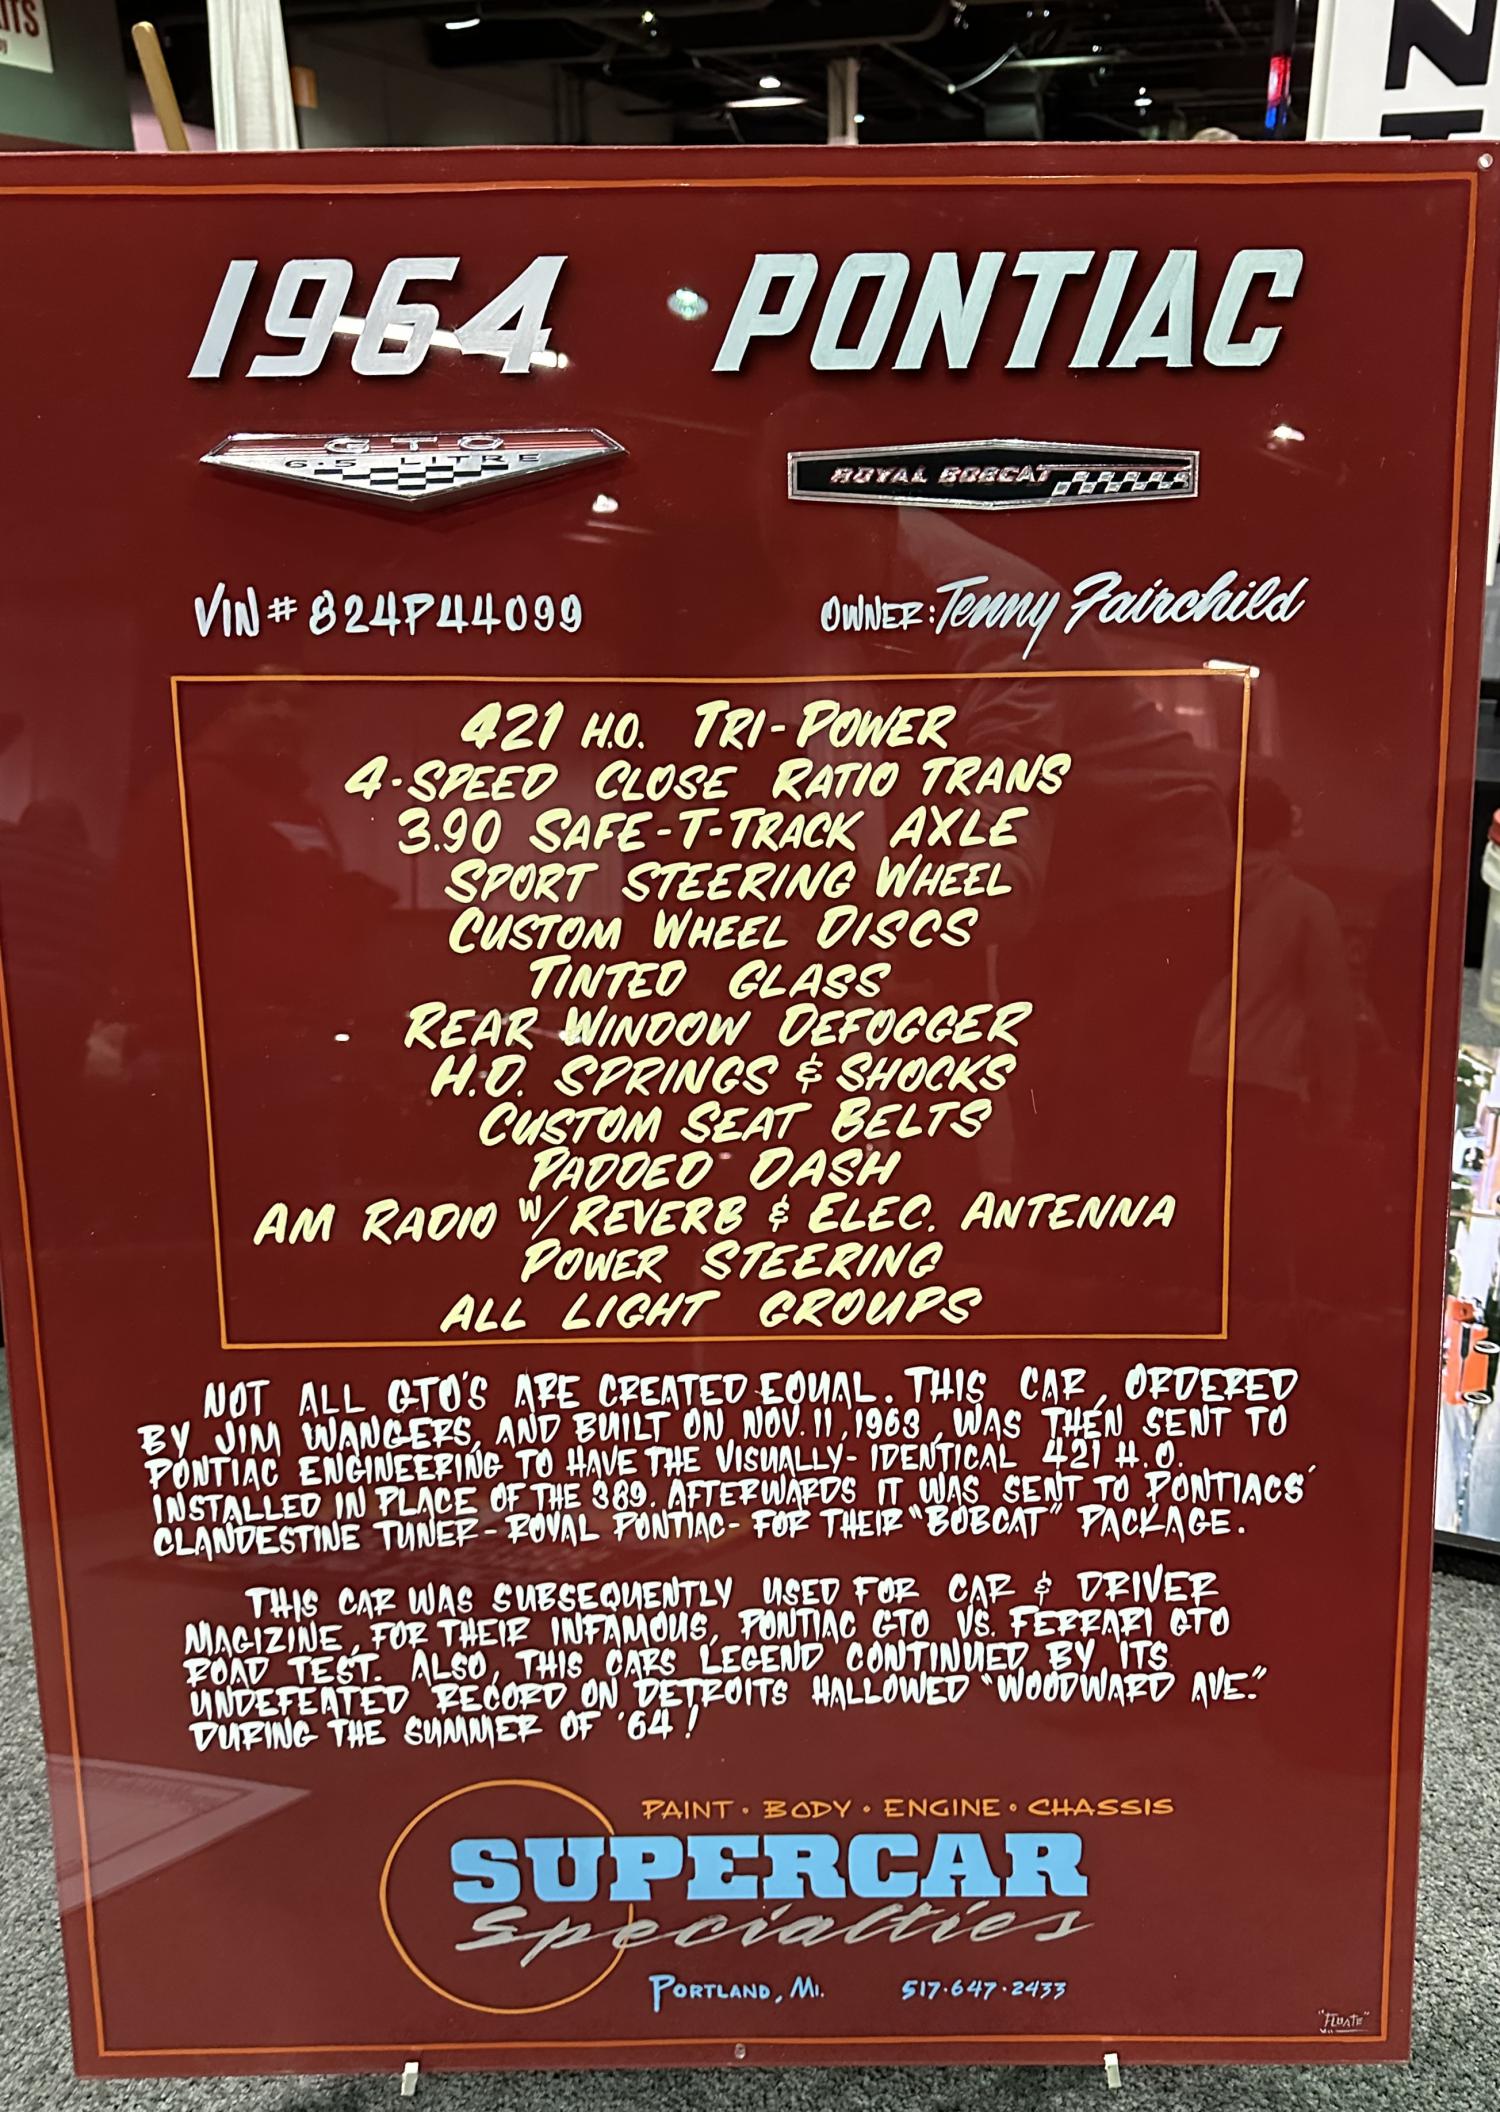 1964 PONTIAC
GTO
6.5 LITRE
ROYAL BOBCAT
VIN# 824P44099
OWNER: Tenny Fairchild
421 H.O. TRI-POWER
4-SPEED CLOSE RATIO TRANS
3.90 SAFE-T-TRACK AXLE
SPORT STEERING WHEEL
CUSTOM WHEEL DISCS
TINTED GLASS
REAR WINDOW DEFOGGER
H.D. SPRINGS & SHOCKS
CUSTOM SEAT BELTS
PADDED DASH
AM RADIO W/REVERB & ELEC. ANTENNA
POWER STEERING
ALL LIGHT GROUPS
NOT ALL GTO'S ARE CREATED EQUAL. THIS CAR, ORDERED
BY JIM WANGERS, AND BUILT ON NOV. 11, 1963, WAS THEN SENT TO
PONTIAC ENGINEERING TO HAVE THE VISUALLY-IDENTICAL 421 H.O.
INSTALLED IN PLACE OF THE 389. AFTERWARDS IT WAS SENT TO PONTIACS'
CLANDESTINE TUNER - ROYAL PONTIAC - FOR THEIR "BOBCAT" PACKAGE.
THIS CAR WAS SUBSEQUENTLY USED FOR CAR & DRIVER
MAGIZINE, FOR THEIR INFAMOUS, PONTIAC GTO VS. FERRARI GTO
ROAD TEST. ALSO, THIS CARS LEGEND CONTINUED BY ITS
UNDEFEATED RECORD ON DETROITS HALLOWED "WOODWARD AVE."
DURING THE SUMMER OF '64!
PAINT • BODY • ENGINE • CHASSIS
SUPERCAR
Specialties
PORTLAND, MI. 517·647·2433